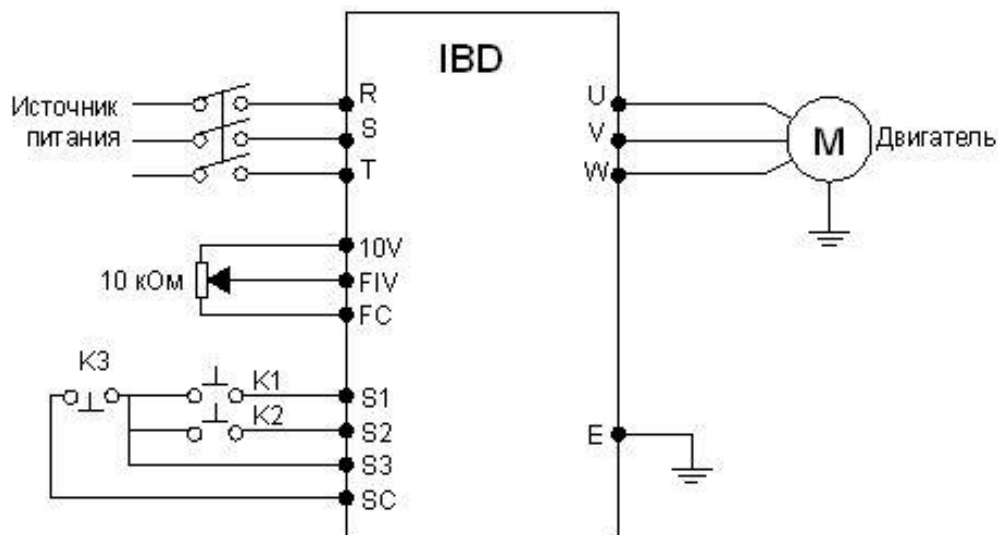 IBD
Источник
питания
R
S
T
U
V
W
M
Двигатель
10 кОм
10V
FIV
FC
K3
K1
K2
S1
S2
S3
SC
E